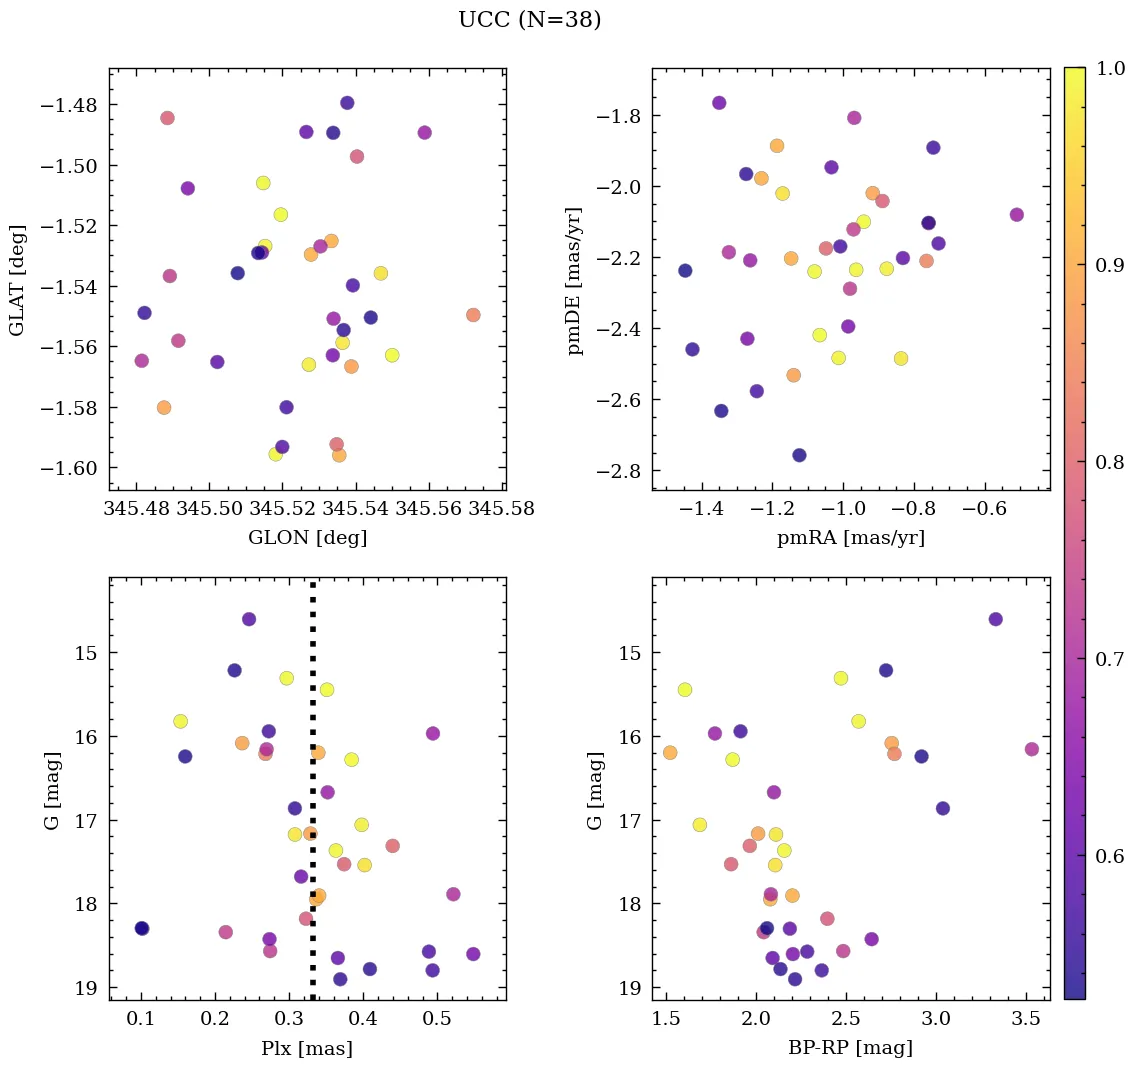 UCC (N=38)
−1.48
−1.50
−1.52
−1.54
−1.56
−1.58
−1.60
GLAT [deg]
345.48 345.50 345.52 345.54 345.56 345.58
GLON [deg]
−1.8
−2.0
−2.2
−2.4
−2.6
−2.8
pmDE [mas/yr]
−1.4 −1.2 −1.0 −0.8 −0.6
pmRA [mas/yr]
15
16
17
18
19
G [mag]
0.1 0.2 0.3 0.4 0.5
Plx [mas]
15
16
17
18
19
G [mag]
1.5 2.0 2.5 3.0 3.5
BP-RP [mag]
1.0
0.9
0.8
0.7
0.6